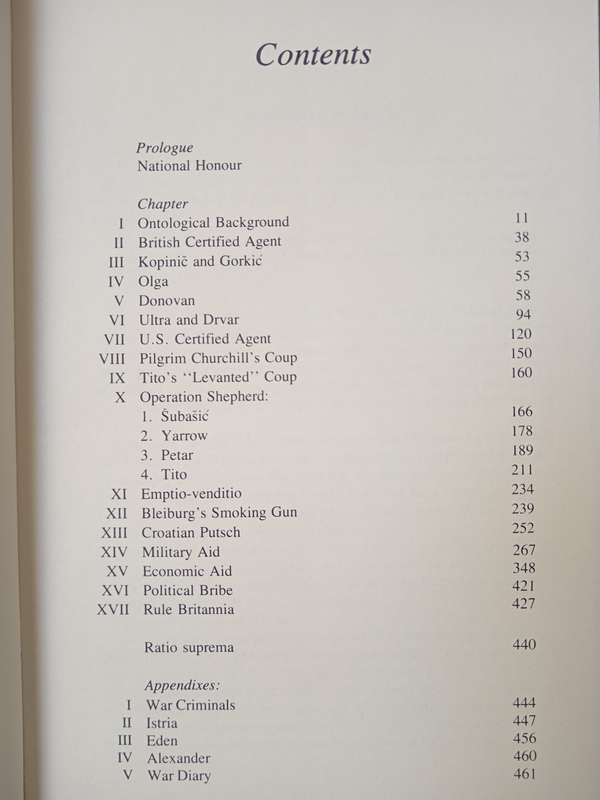 Contents
Prologue
National Honour
Chapter
I Ontological Background 11
II British Certified Agent 38
III Kopinič and Gorkić 53
IV Olga 55
V Donovan 58
VI Ultra and Drvar 94
VII U.S. Certified Agent 120
VIII Pilgrim Churchill's Coup 150
IX Tito's "Levanted" Coup 160
X Operation Shepherd:
1. Šubašić 166
2. Yarrow 178
3. Petar 189
4. Tito 211
XI Emptio-venditio 234
XII Bleiburg's Smoking Gun 239
XIII Croatian Putsch 252
XIV Military Aid 267
XV Economic Aid 348
XVI Political Bribe 421
XVII Rule Britannia 427
Ratio suprema 440
Appendixes:
I War Criminals 444
II Istria 447
III Eden 456
IV Alexander 460
V War Diary 461